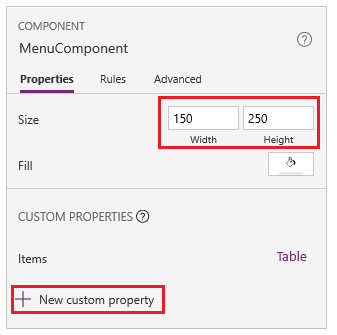 COMPONENT
MenuComponent
?
Properties Rules Advanced
Size 150 250
Width Height
Fill
CUSTOM PROPERTIES ?
Items Table
+ New custom property